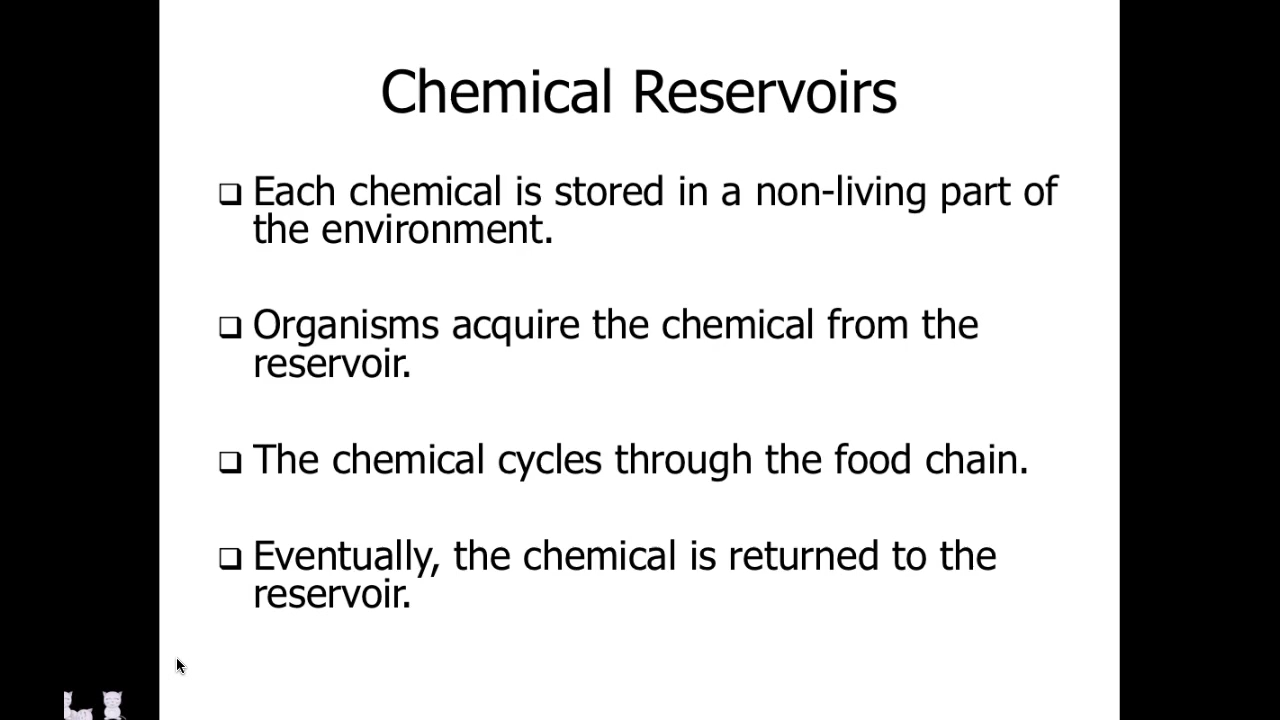 Chemical Reservoirs
❑ Each chemical is stored in a non-living part of
the environment.
❑ Organisms acquire the chemical from the
reservoir.
❑ The chemical cycles through the food chain.
❑ Eventually, the chemical is returned to the
reservoir.